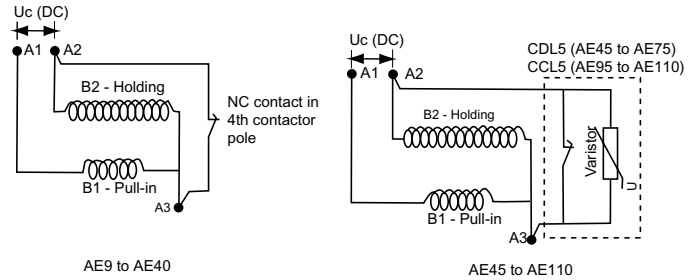 Uc (DC)
A1
A2
B2 - Holding
NC contact in
4th contactor
pole
B1 - Pull-in
A3
AE9 to AE40
Uc (DC)
A1
A2
CDL5 (AE45 to AE75)
CCL5 (AE95 to AE110)
B2 - Holding
Varistor
U
B1 - Pull-in
A3
AE45 to AE110